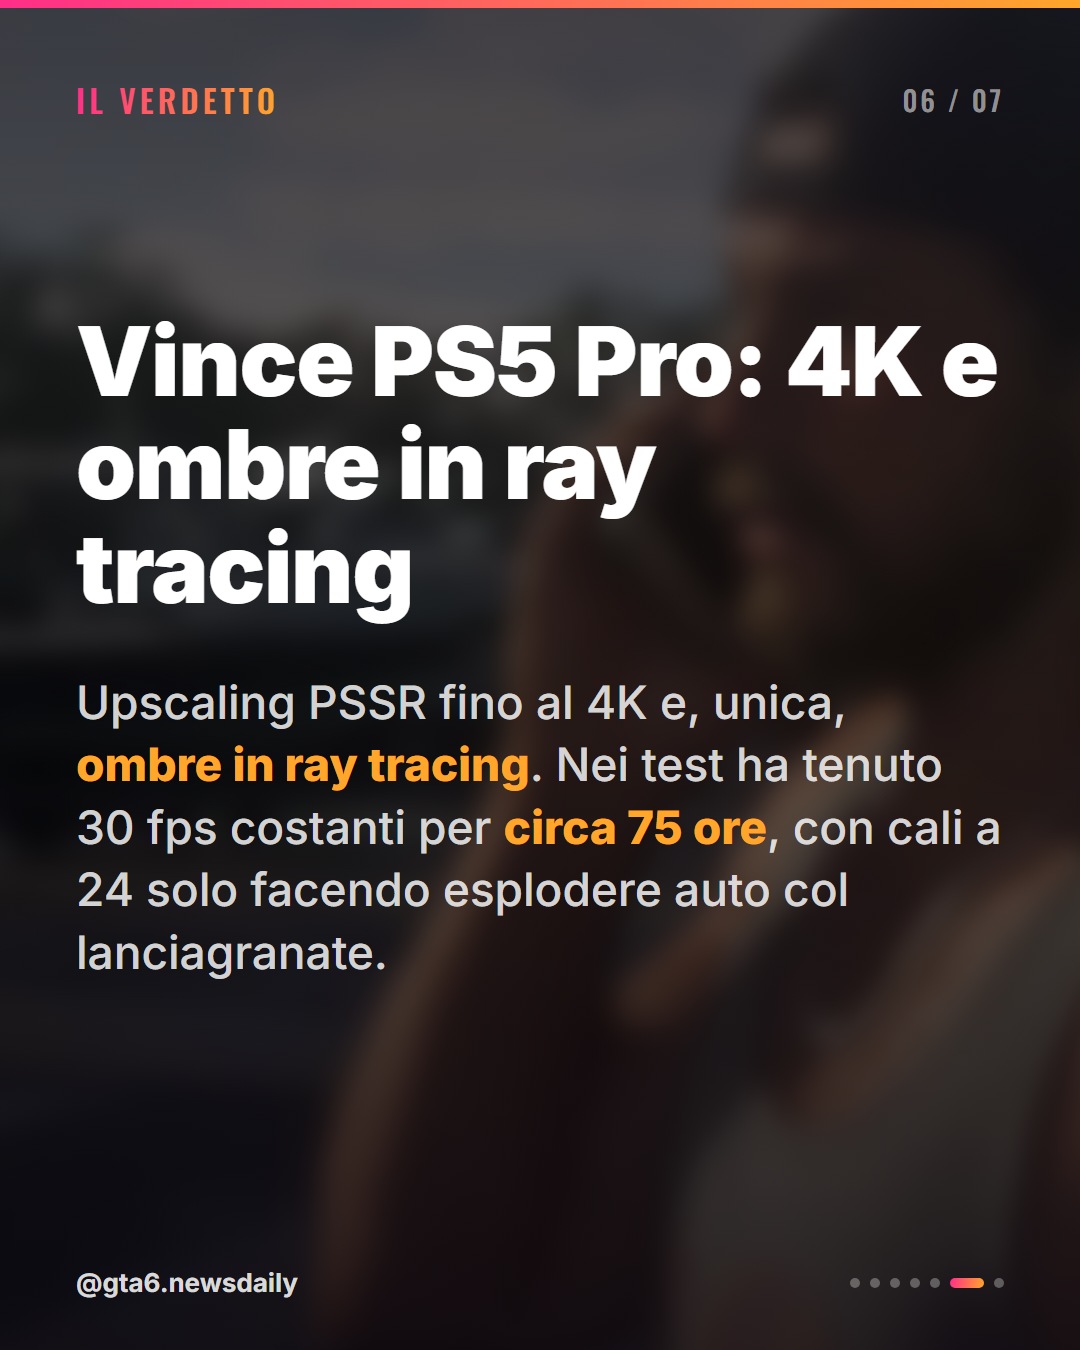 IL VERDETTO
06 / 07
Vince PS5 Pro: 4K e
ombre in ray
tracing
Upscaling PSSR fino al 4K e, unica,
ombre in ray tracing. Nei test ha tenuto
30 fps costanti per circa 75 ore, con cali a
24 solo facendo esplodere auto col
lanciagranate.
@gta6.newsdaily